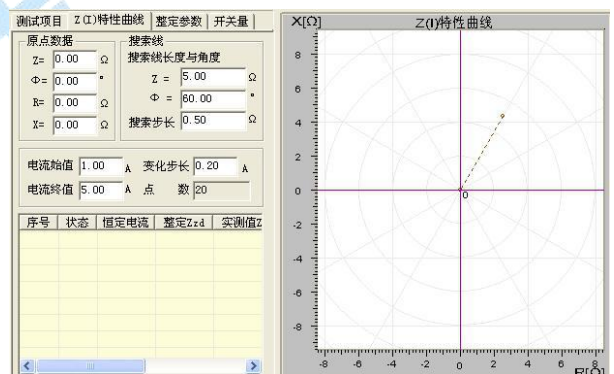 测试项目 Z(I)特性曲线 整定参数 开关量
原点数据
Z= 0.00 Ω
Φ= 0.00 °
R= 0.00 Ω
X= 0.00 Ω
搜索线
搜索线长度与角度
Z = 5.00 Ω
Φ = 60.00 °
搜索步长 0.50 Ω
电流始值 1.00 A 变化步长 0.20 A
电流终值 5.00 A 点 数 20
序号 状态 恒定电流 整定Zzd 实测值Z
X[Ω] Z(I)特性曲线
8
6
4
2
0
-2
-4
-6
-8
0
-8 -6 -4 -2 0 2 4 6 8
R[Ω]